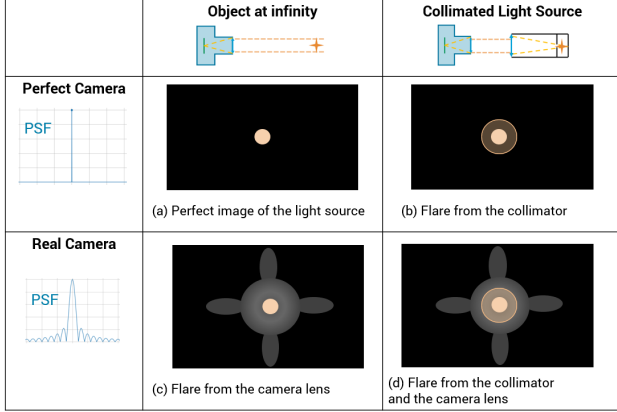 Object at infinity
Collimated Light Source
Perfect Camera
PSF
(a) Perfect image of the light source
(b) Flare from the collimator
Real Camera
PSF
(c) Flare from the camera lens
(d) Flare from the collimator
and the camera lens